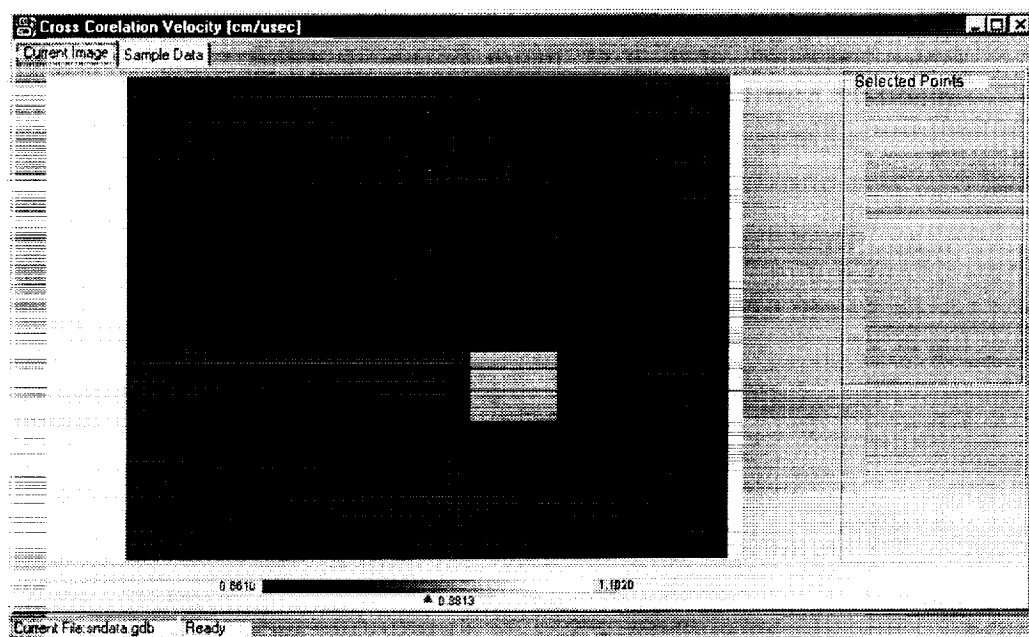 Cross Corelation Velocity [cm/usec]
Current Image Sample Data
Selected Points
0.8610 1.1020
0.9813
Current File:sndata.gdb Ready